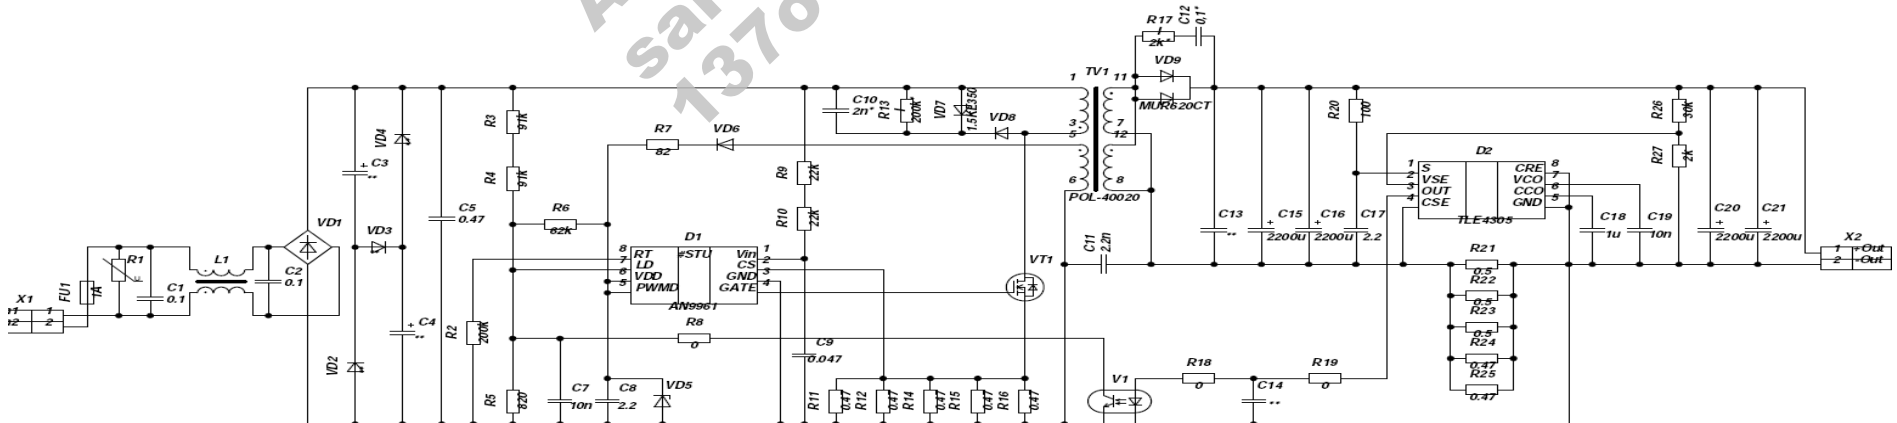 sa
1370
X1
1
2
FU1
1A
R1
C1
0.1
L1
C2
0.1
VD1
VD2
VD3
VD4
C3
**
C4
**
C5
0.47
R2
200k
R3
91k
R4
91k
R5
820
R6
62k
C7
10n
C8
2.2
VD5
R7
82
VD6
D1
8 RT #STU Vin 1
7 LD CS 2
6 VDD GND 3
5 PWMD GATE 4
AN9961
R8
0
R9
22k
R10
22k
C9
0.047
C10
2n*
R13
200k*
VD7
1.5KE350
VD8
R11
0.47
R12
0.47
R14
0.47
R15
0.47
R16
0.47
VT1
TV1
1
11
3
5
7
12
6
8
POL-40020
C11
2.2n
R17
2k*
C12
0,1*
VD9
MUR620CT
V1
R18
0
C14
**
R19
0
C13
**
C15
2200u
C16
2200u
C17
2.2
R20
100
D2
1 S CRE 8
2 VSE VCO 7
3 OUT CCO 6
4 CSE GND 5
TLE4305
C18
1u
C19
10n
R21
0.5
R22
0.5
R23
0.5
R24
0.47
R25
0.47
R26
30k
R27
2k
C20
2200u
C21
2200u
X2
1 +Out
2 -Out